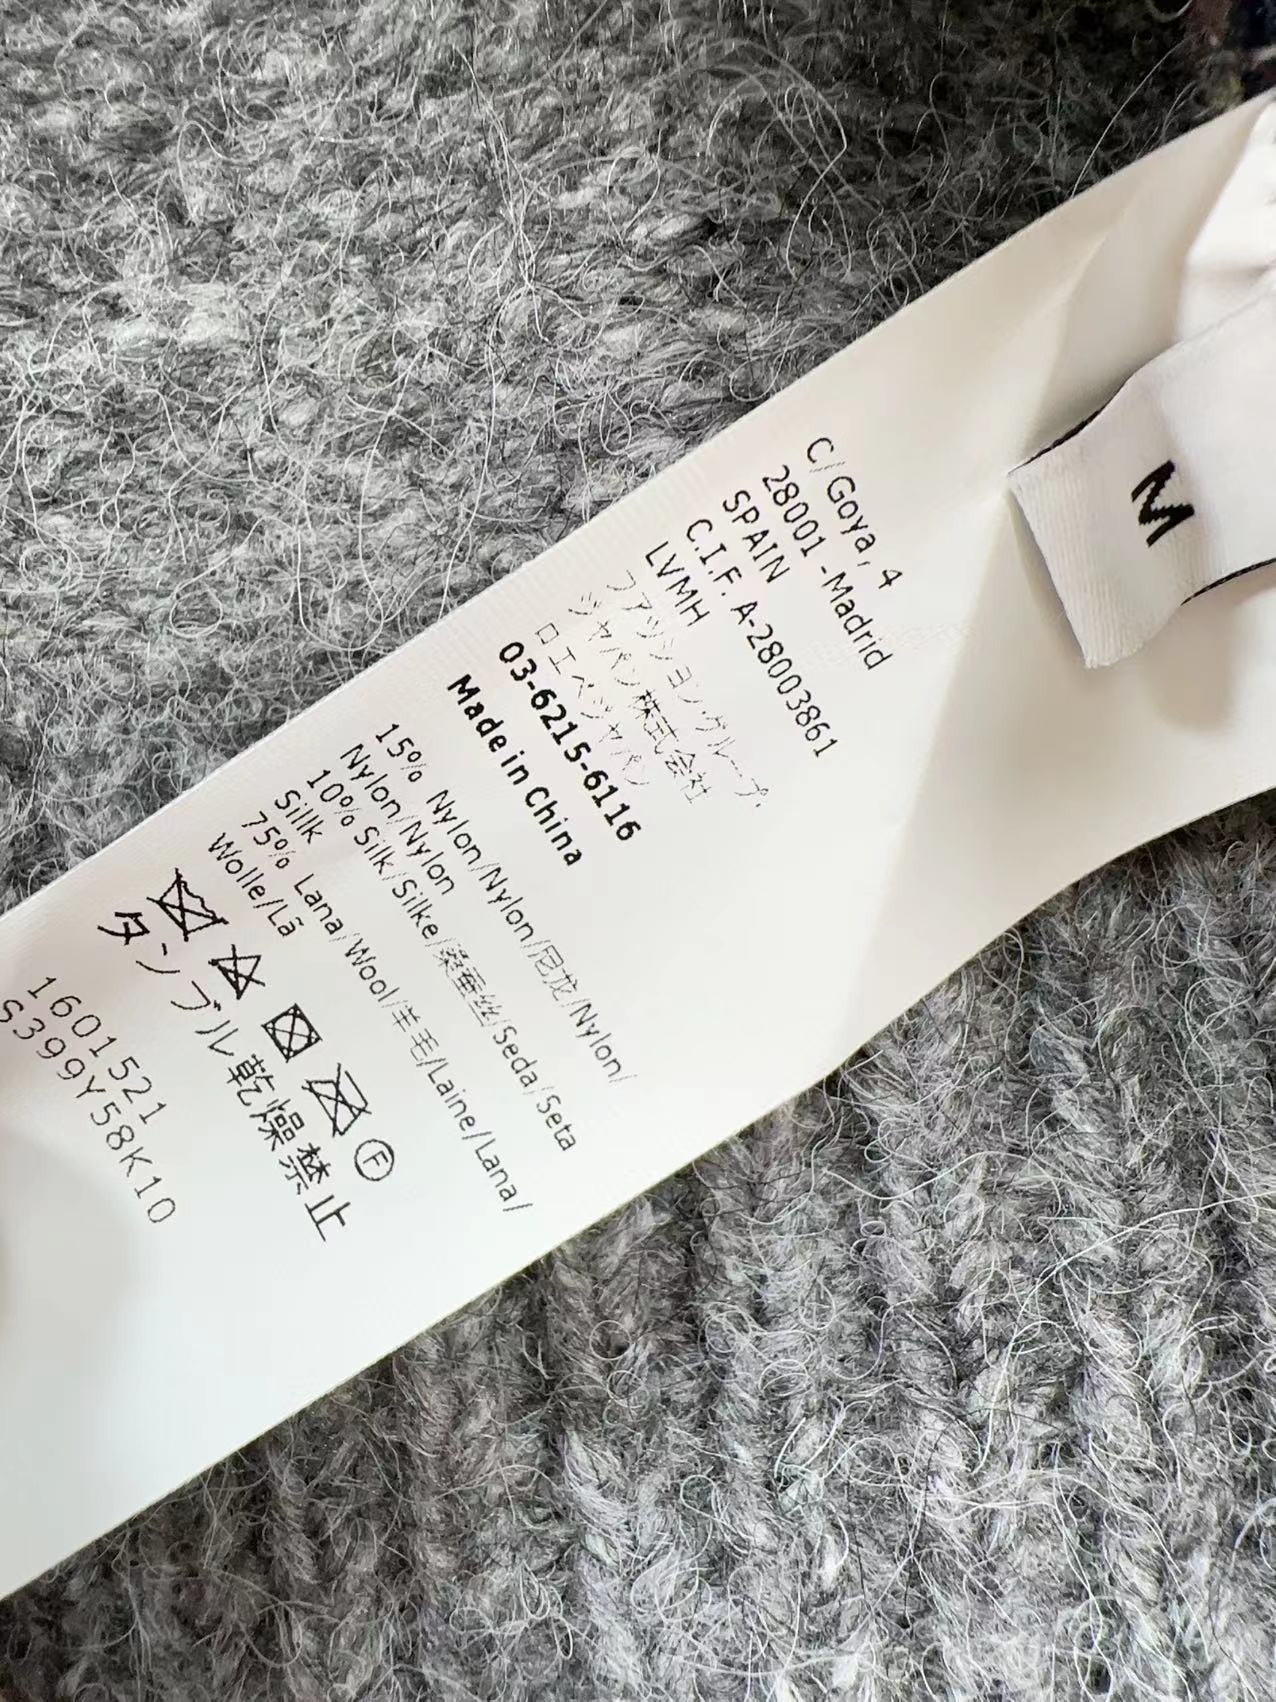 M
C/Goya, 4
28001 -Madrid
SPAIN
C.I.F. A-28003861
LVMH
ファッション・グループ・
ジャパン株式会社
ロエベジャパン
03-6215-6116
Made in China
15% Nylon/Nylon/尼龙/Nylon/
Nylon/Nylon
10% Silk/Silke/桑蚕丝/Seda/Seta
Sillk
75% Lana/Wool/羊毛/Laine/Lana/
Wolle/Lã
F
タンブル乾燥禁止
1601521
S399Y58K10